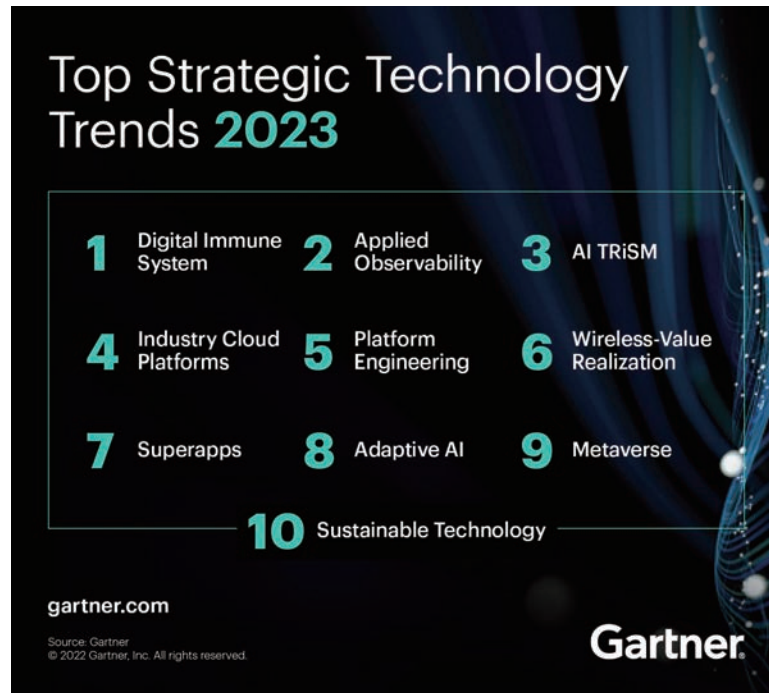 Top Strategic Technology
Trends 2023
1 Digital Immune
System
2 Applied
Observability
3 AI TRiSM
4 Industry Cloud
Platforms
5 Platform
Engineering
6 Wireless-Value
Realization
7 Superapps
8 Adaptive AI
9 Metaverse
10 Sustainable Technology
gartner.com
Source: Gartner
© 2022 Gartner, Inc. All rights reserved.
Gartner®